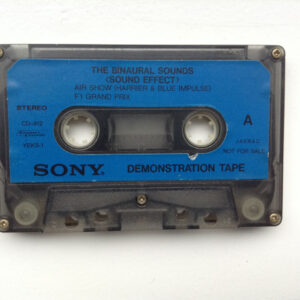 THE BINAURAL SOUNDS
(SOUND EFFECT)
AIR SHOW (HARRIER & BLUE IMPULSE)
F1 GRAND PRIX
STEREO
A
NOT FOR SALE
SONY®
DEMONSTRATION TAPE